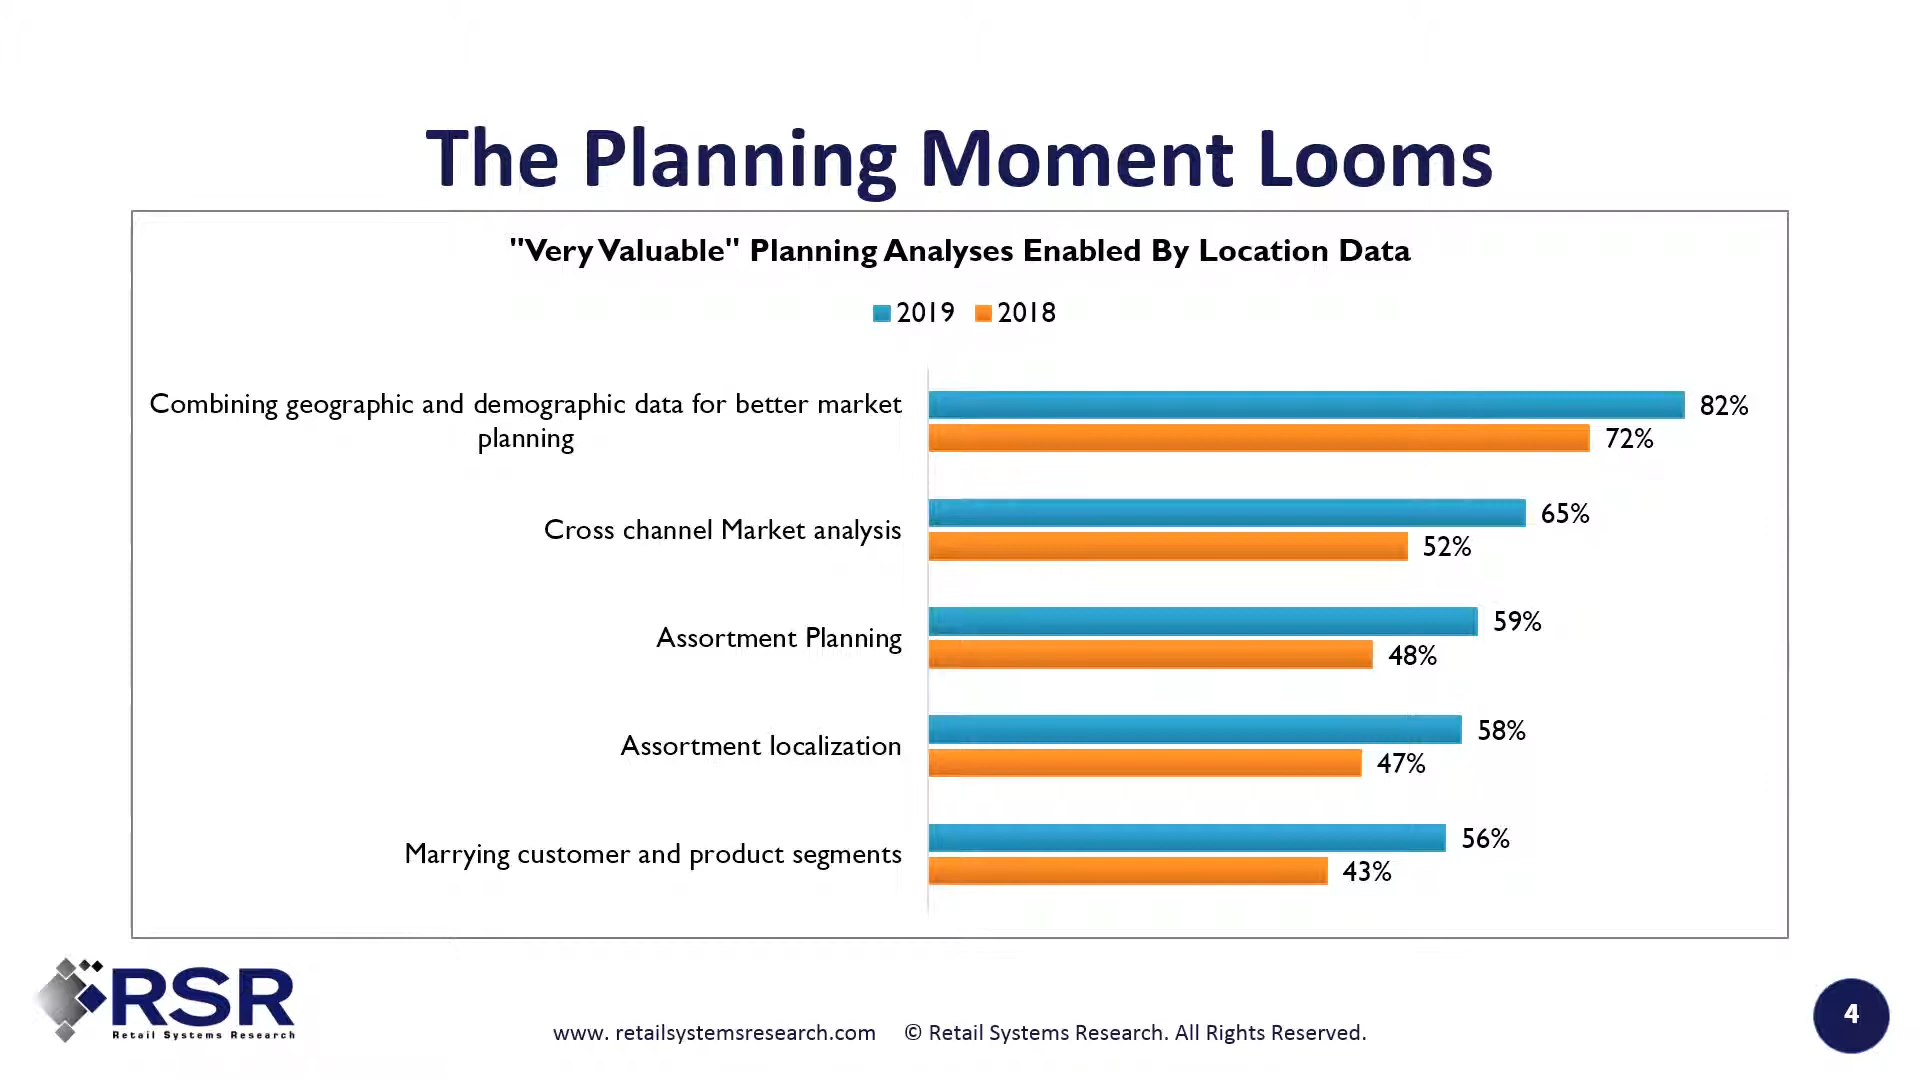 The Planning Moment Looms
"Very Valuable" Planning Analyses Enabled By Location Data
2019 2018
Combining geographic and demographic data for better market
planning
82%
72%
Cross channel Market analysis
65%
52%
Assortment Planning
59%
48%
Assortment localization
58%
47%
Marrying customer and product segments
56%
43%
RSR
Retail Systems Research
www. retailsystemsresearch.com © Retail Systems Research. All Rights Reserved.
4